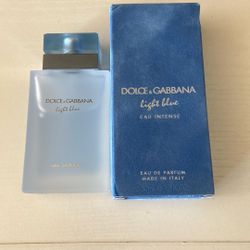 DOLCE & GABBANA
light blue
DOLCE & GABBANA
light blue
EAU INTENSE
EAU DE PARFUM
MADE IN ITALY